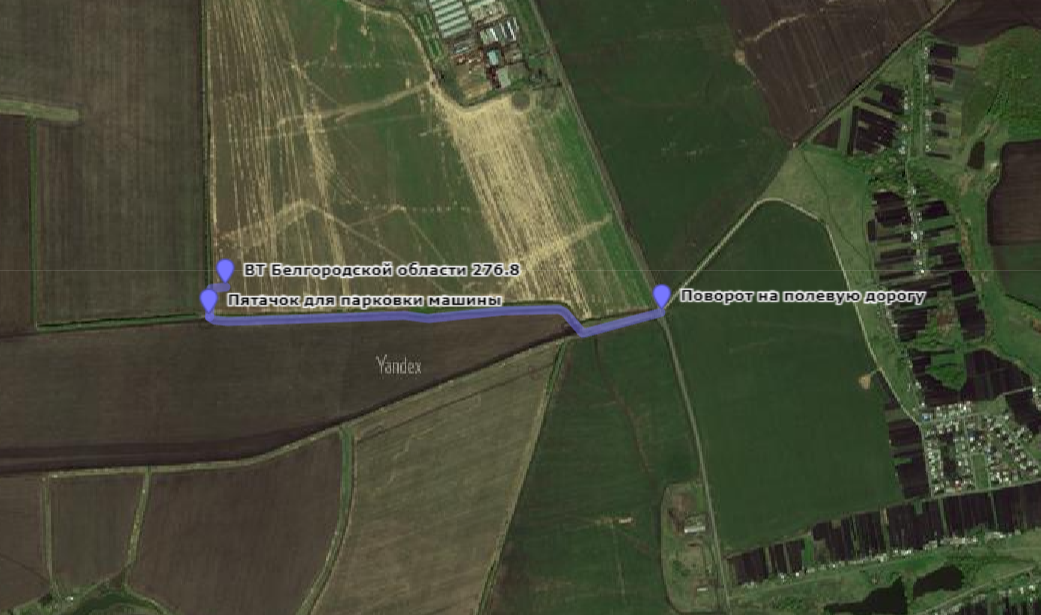 ВТ Белгородской области 276.8
Пятачок для парковки машины
Поворот на полевую дорогу
Yandex